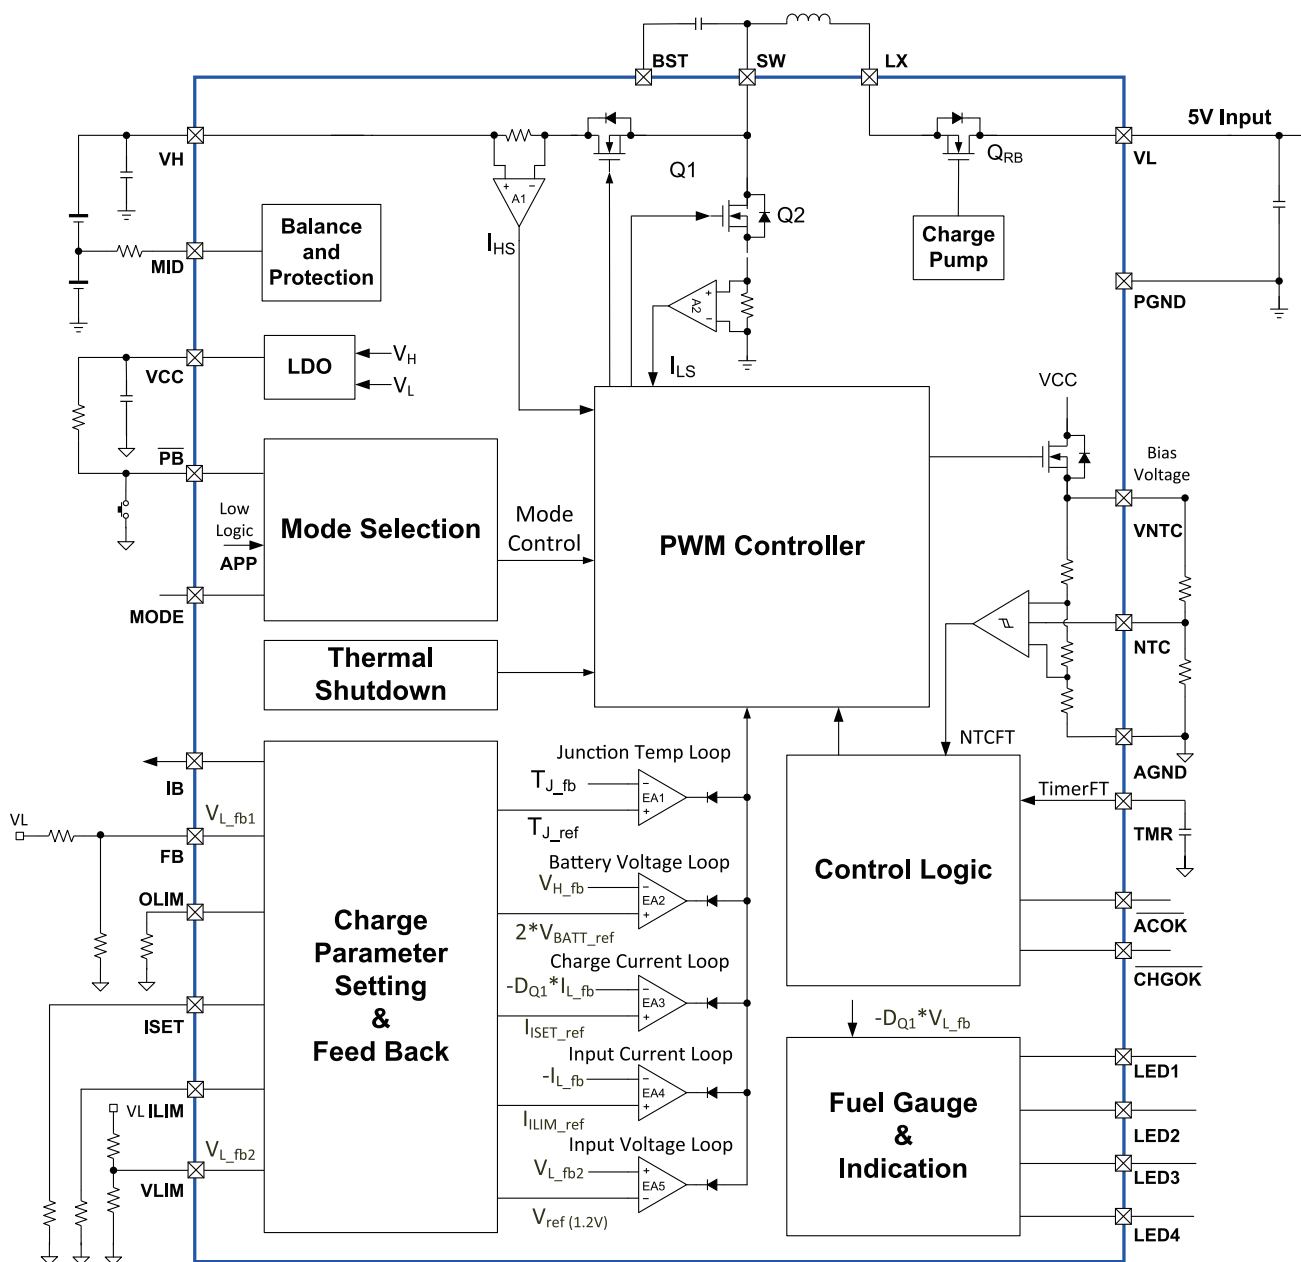 BST
SW
LX
5V Input
VH
Q1
QRB
VL
A1
+
−
Q2
Balance
and
Protection
IHS
Charge
Pump
MID
A2
+
−
PGND
ILS
VCC
LDO
VH
VL
VCC
PB
Bias
Voltage
Low
Logic
APP
Mode Selection
Mode
Control
PWM Controller
VNTC
MODE
NTC
Thermal
Shutdown
NTCFT
AGND
IB
Junction Temp Loop
TJ_fb
−
EA1
+
TJ_ref
TimerFT
TMR
VL
VL_fb1
FB
Battery Voltage Loop
VH_fb
−
EA2
+
2*VBATT_ref
Control Logic
OLIM
ACOK
Charge
Parameter
Setting
&
Feed Back
Charge Current Loop
-DQ1*IL_fb
−
EA3
+
IISET_ref
CHGOK
ISET
-DQ1*VL_fb
Input Current Loop
-IL_fb
−
EA4
+
IILIM_ref
LED1
VL
ILIM
Fuel Gauge
&
Indication
LED2
VL_fb2
VLIM
Input Voltage Loop
VL_fb2
+
EA5
−
Vref (1.2V)
LED3
LED4